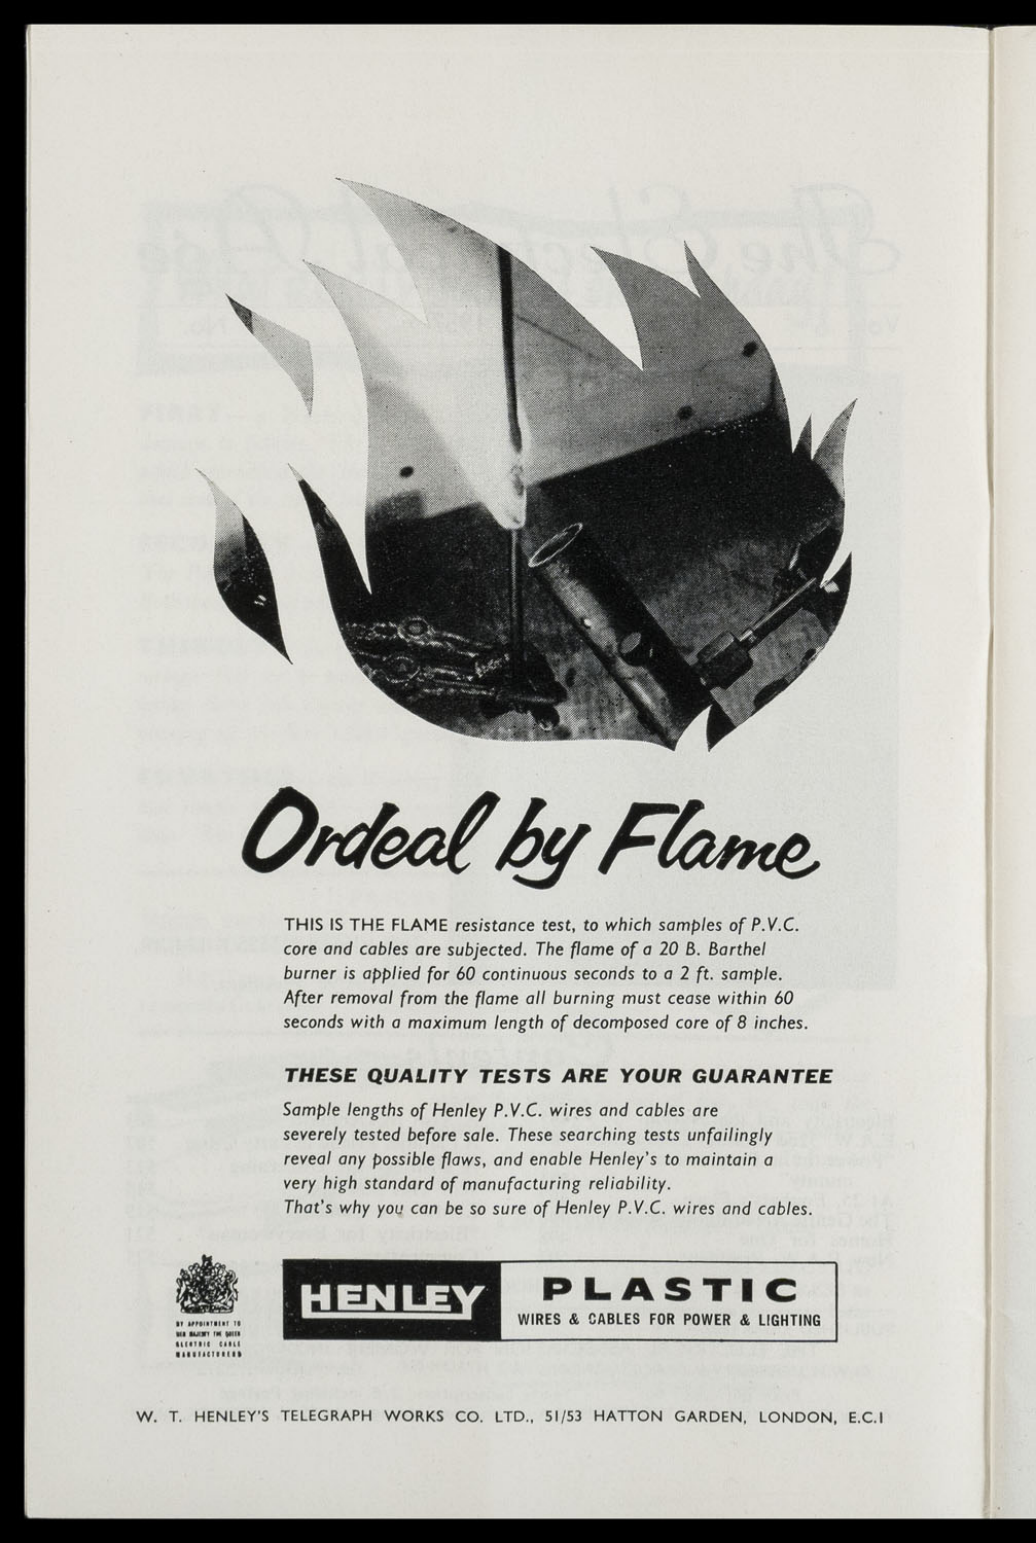 Ordeal by Flame
THIS IS THE FLAME resistance test, to which samples of P.V.C.
core and cables are subjected. The flame of a 20 B. Barthel
burner is applied for 60 continuous seconds to a 2 ft. sample.
After removal from the flame all burning must cease within 60
seconds with a maximum length of decomposed core of 8 inches.
THESE QUALITY TESTS ARE YOUR GUARANTEE
Sample lengths of Henley P.V.C. wires and cables are
severely tested before sale. These searching tests unfailingly
reveal any possible flaws, and enable Henley's to maintain a
very high standard of manufacturing reliability.
That's why you can be so sure of Henley P.V.C. wires and cables.
BY APPOINTMENT TO
HER MAJESTY THE QUEEN
ELECTRIC CABLE
MANUFACTURERS
HENLEY
PLASTIC
WIRES & CABLES FOR POWER & LIGHTING
W. T. HENLEY'S TELEGRAPH WORKS CO. LTD., 51/53 HATTON GARDEN, LONDON, E.C.1